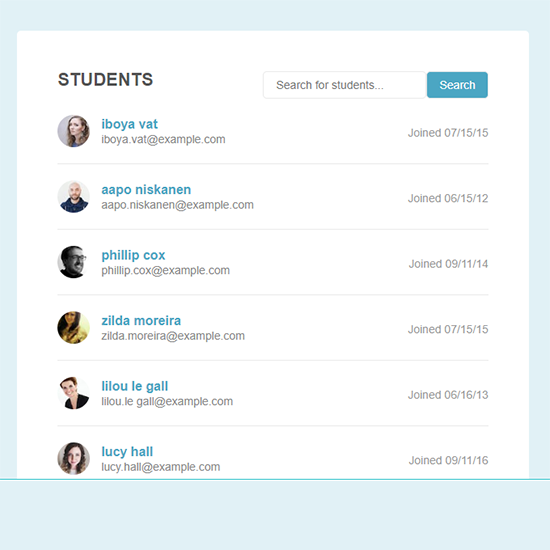 STUDENTS
Search for students... Search
iboya vat
iboya.vat@example.com
Joined 07/15/15
aapo niskanen
aapo.niskanen@example.com
Joined 06/15/12
phillip cox
phillip.cox@example.com
Joined 09/11/14
zilda moreira
zilda.moreira@example.com
Joined 07/15/15
lilou le gall
lilou.le gall@example.com
Joined 06/16/13
lucy hall
lucy.hall@example.com
Joined 09/11/16